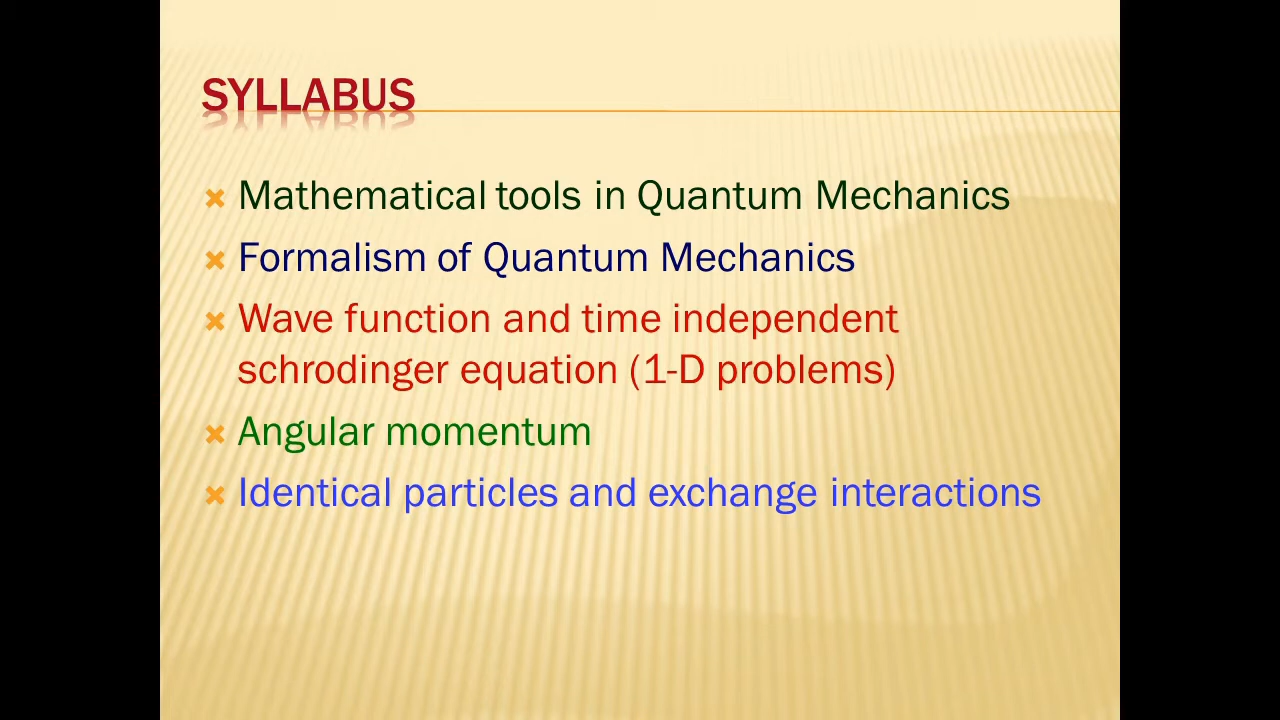 SYLLABUS
Mathematical tools in Quantum Mechanics
Formalism of Quantum Mechanics
Wave function and time independent
schrodinger equation (1-D problems)
Angular momentum
Identical particles and exchange interactions